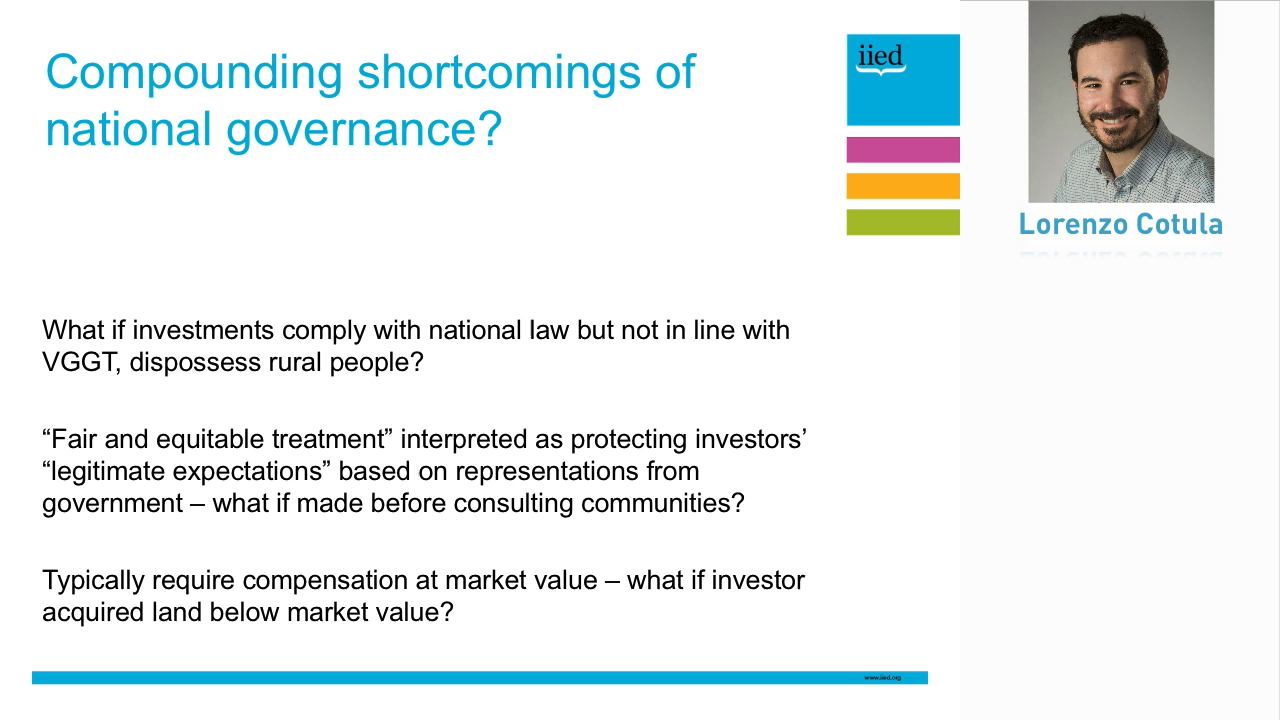 Compounding shortcomings of
national governance?
iied
Lorenzo Cotula
What if investments comply with national law but not in line with
VGGT, dispossess rural people?
“Fair and equitable treatment” interpreted as protecting investors’
“legitimate expectations” based on representations from
government – what if made before consulting communities?
Typically require compensation at market value – what if investor
acquired land below market value?
www.iied.org